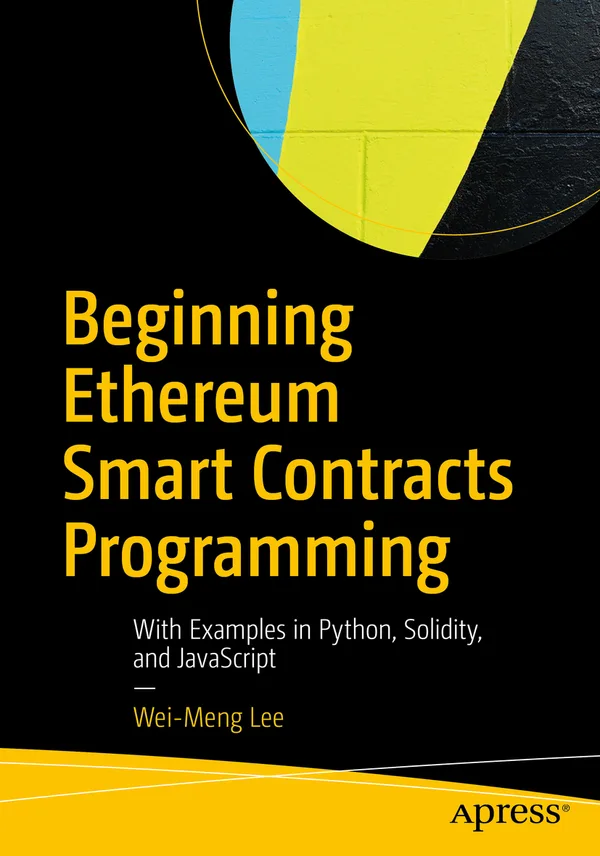 Beginning
Ethereum
Smart Contracts
Programming
With Examples in Python, Solidity,
and JavaScript
—
Wei-Meng Lee
Apress®